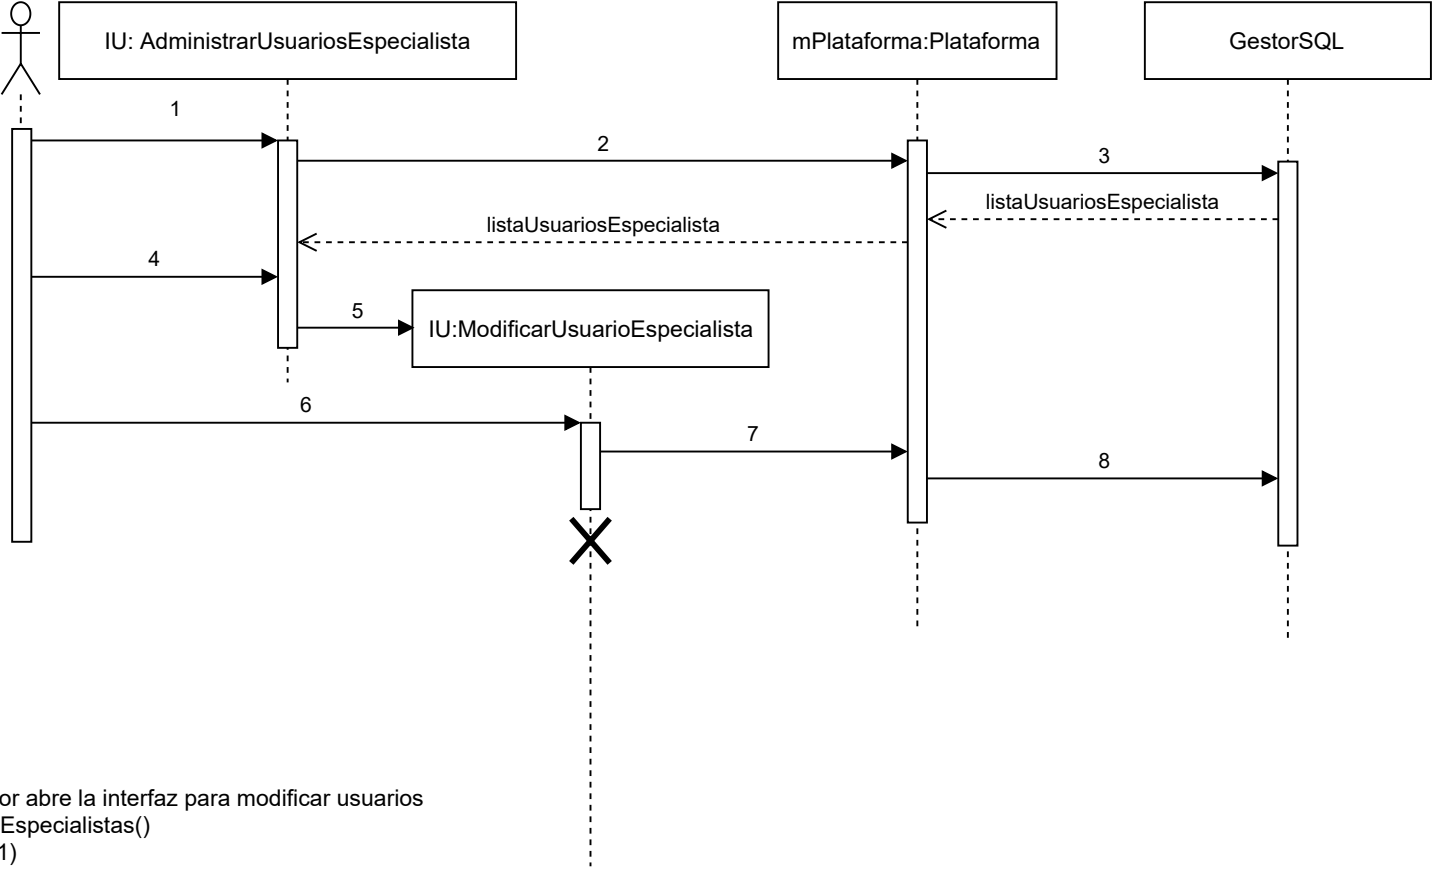 IU: AdministrarUsuariosEspecialista
mPlataforma:Plataforma
GestorSQL
1
2
3
listaUsuariosEspecialista
listaUsuariosEspecialista
4
5
IU:ModificarUsuarioEspecialista
6
7
8
or abre la interfaz para modificar usuarios
Especialistas()
1)